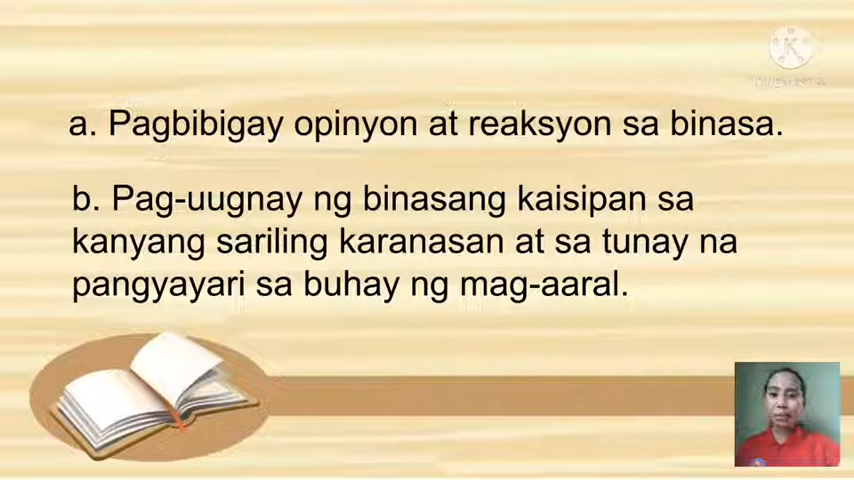 a. Pagbibigay opinyon at reaksyon sa binasa.
b. Pag-uugnay ng binasang kaisipan sa
kanyang sariling karanasan at sa tunay na
pangyayari sa buhay ng mag-aaral.